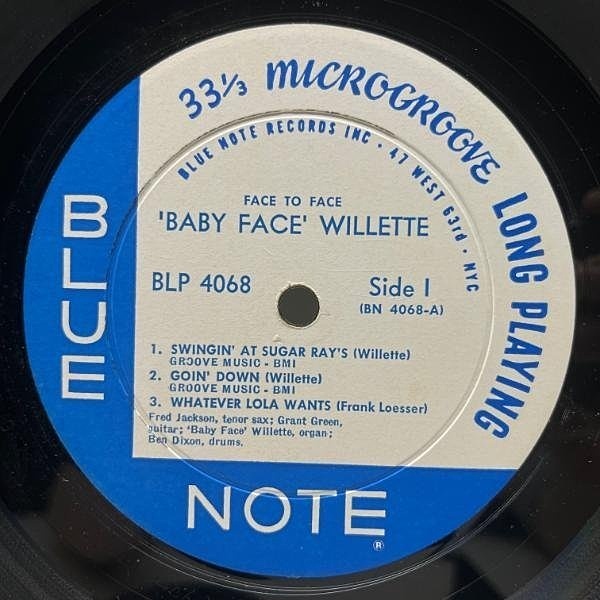 33⅓ MICROGROOVE LONG PLAYING
BLUE NOTE RECORDS INC • 47 WEST 63rd • NYC
FACE TO FACE
'BABY FACE' WILLETTE
BLP 4068 Side 1
(BN 4068-A)
1. SWINGIN' AT SUGAR RAY'S (Willette)
GROOVE MUSIC - BMI
2. GOIN' DOWN (Willette)
GROOVE MUSIC - BMI
3. WHATEVER LOLA WANTS (Frank Loesser)
Fred Jackson, tenor sax; Grant Green,
guitar; 'Baby Face' Willette, organ;
Ben Dixon, drums.
BLUE
NOTE
®